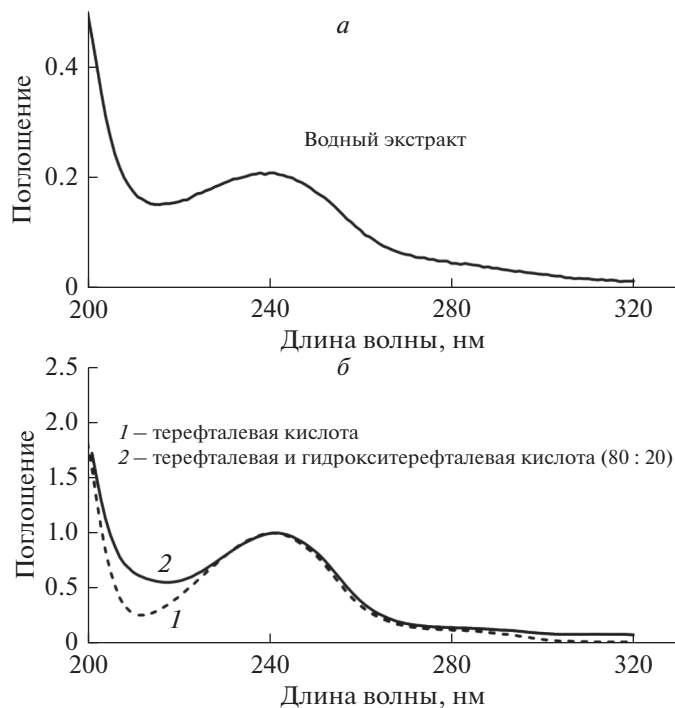 а
0.4
Поглощение
Водный экстракт
0.2
0
200 240 280 320
Длина волны, нм
б
2.5
2.0
1 – терефталевая кислота
2 – терефталевая и гидрокситерефталевая кислота (80 : 20)
Поглощение
1.5
1.0
2
0.5
1
0
200 240 280 320
Длина волны, нм